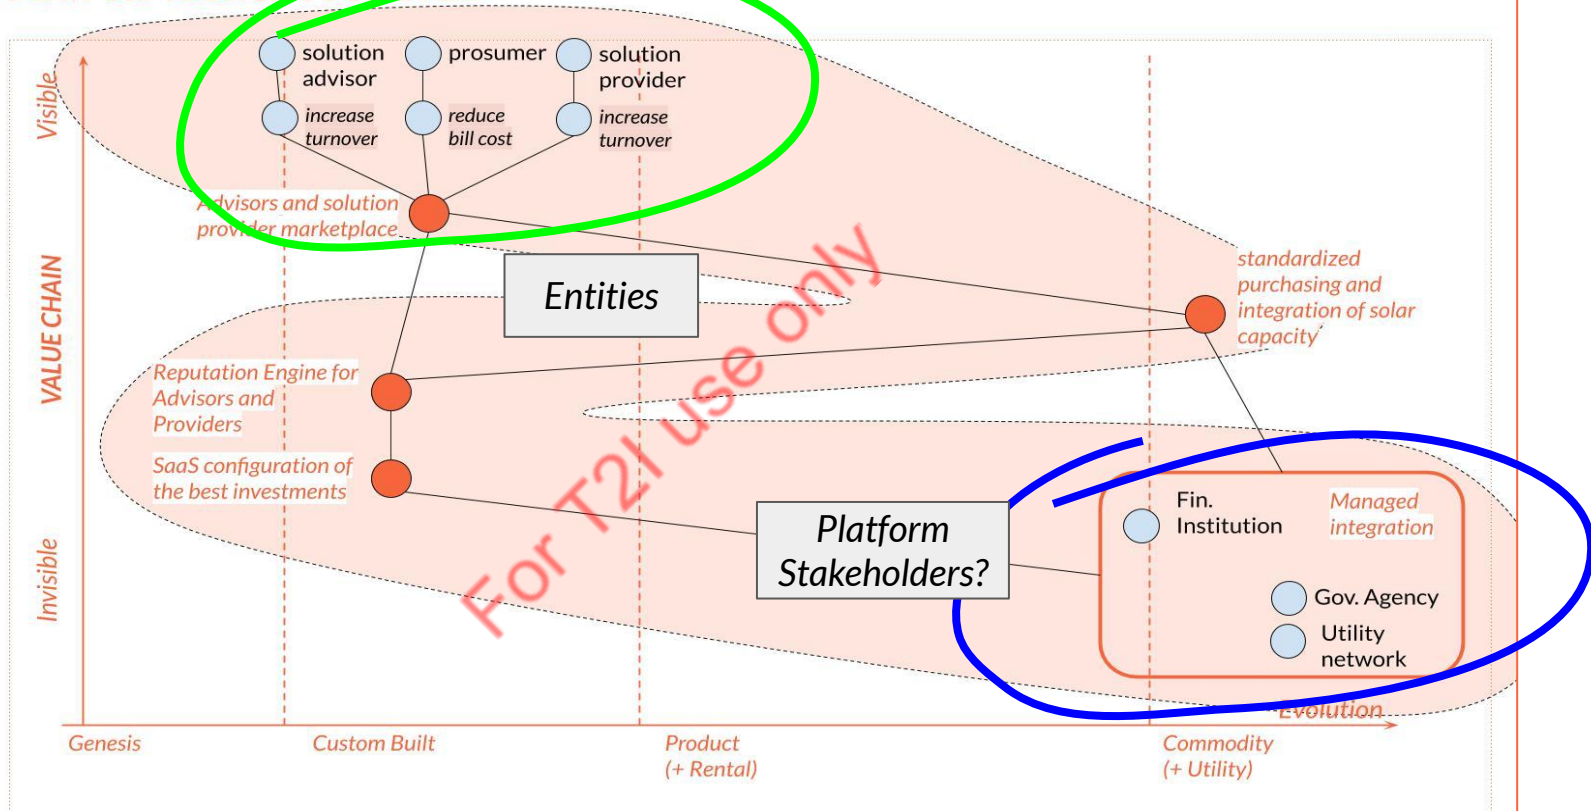 solution
advisor
prosumer
solution
provider
increase
turnover
reduce
bill cost
increase
turnover
Visible
Advisors and solution
provider marketplace
Entities
standardized
purchasing and
integration of solar
capacity
VALUE CHAIN
Reputation Engine for
Advisors and
Providers
SaaS configuration of
the best investments
For T2I use only
Platform
Stakeholders?
Fin.
Institution
Managed
integration
Gov. Agency
Utility
network
Invisible
Evolution
Genesis
Custom Built
Product
(+ Rental)
Commodity
(+ Utility)